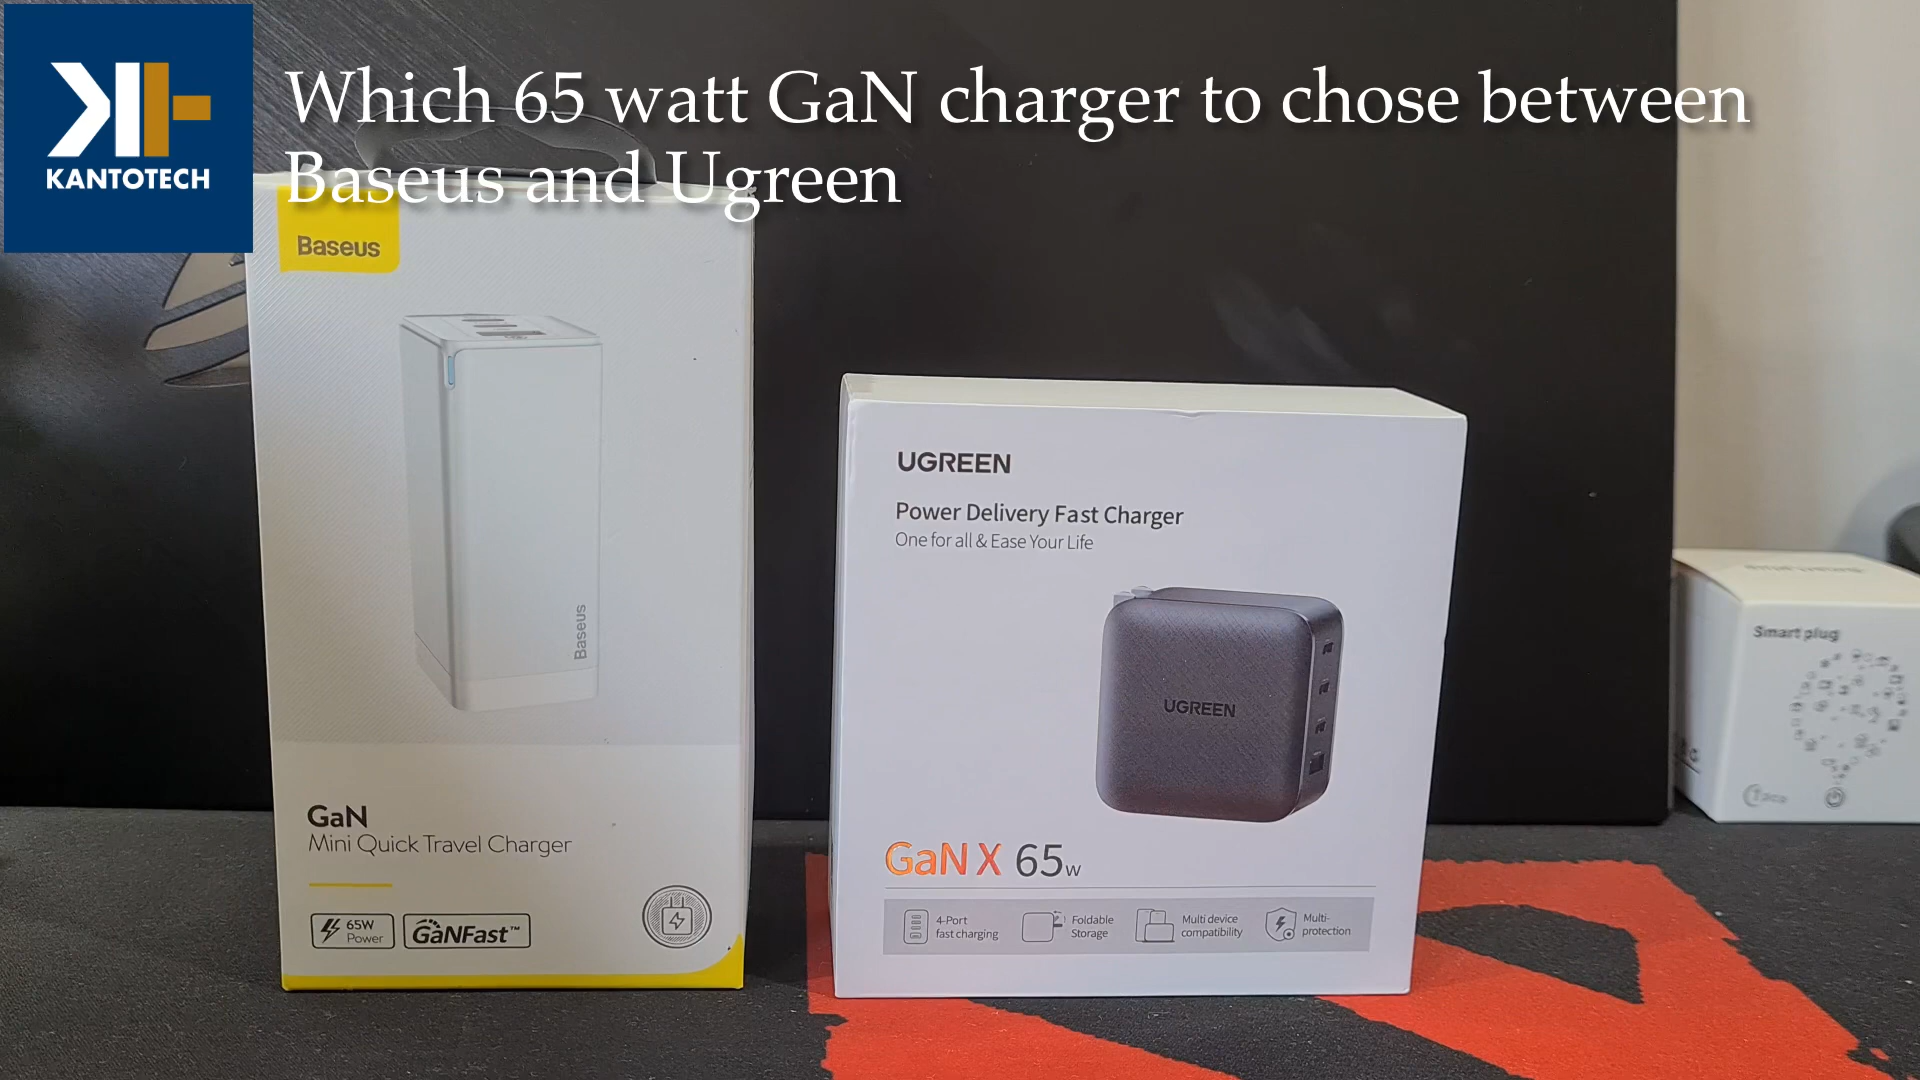 KANTOTECH
Which 65 watt GaN charger to chose between
Baseus and Ugreen
Baseus
Baseus
GaN
Mini Quick Travel Charger
65W
Power
GaNFast™
UGREEN
Power Delivery Fast Charger
One for all & Ease Your Life
UGREEN
GaN X 65w
4-Port
fast charging
Foldable
Storage
Multi device
compatibility
Multi-
protection
Smart plug